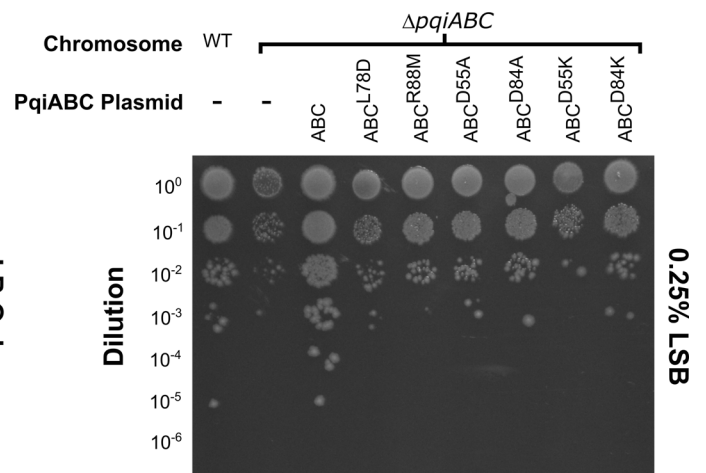 ΔpqiABC
Chromosome WT
PqiABC Plasmid - - ABC ABCL78D ABCR88M ABCD55A ABCD84A ABCD55K ABCD84K
10⁰
10⁻¹
10⁻²
10⁻³
10⁻⁴
10⁻⁵
10⁻⁶
Dilution
0.25% LSB